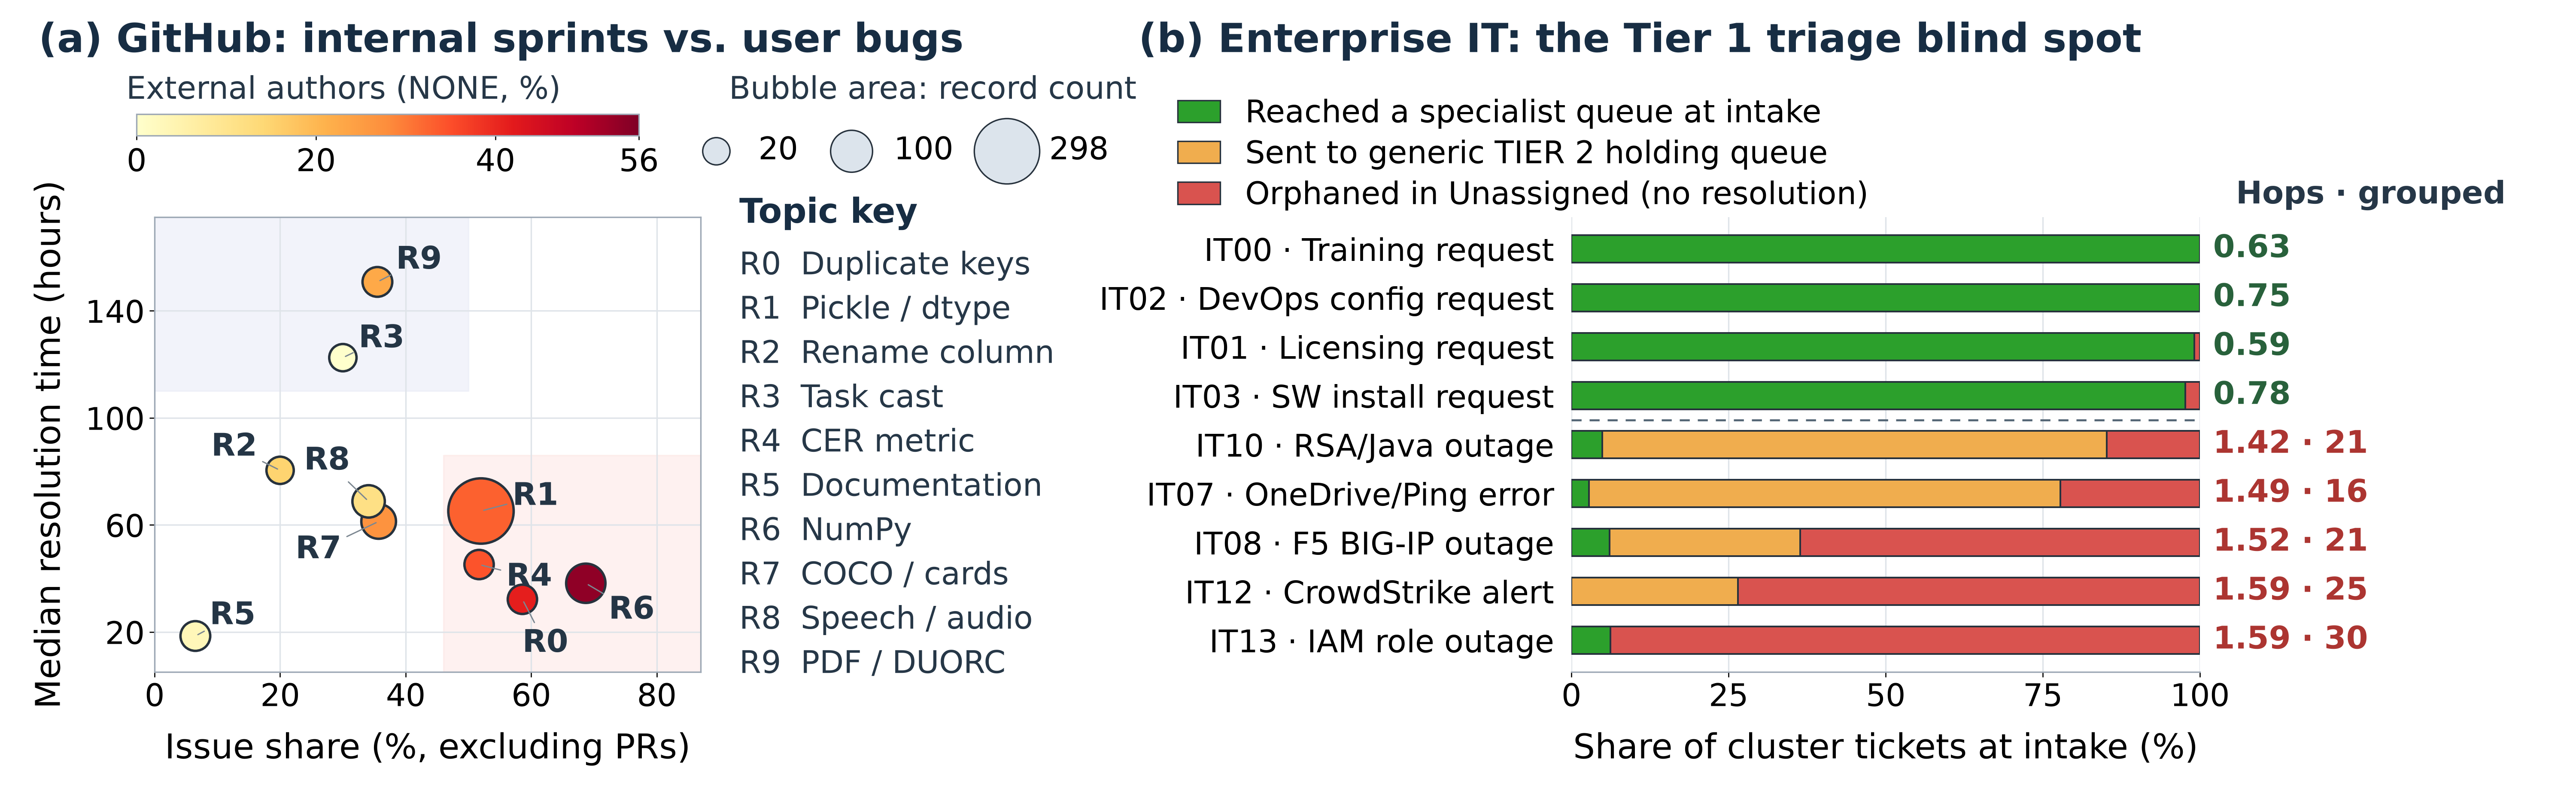 (a) GitHub: internal sprints vs. user bugs
External authors (NONE, %)
0 20 40 56
Bubble area: record count
20 100 298
Median resolution time (hours)
140
100
60
20
R9
R3
R2
R8
R1
R7
R4
R6
R5
R0
0 20 40 60 80
Issue share (%, excluding PRs)
Topic key
R0 Duplicate keys
R1 Pickle / dtype
R2 Rename column
R3 Task cast
R4 CER metric
R5 Documentation
R6 NumPy
R7 COCO / cards
R8 Speech / audio
R9 PDF / DUORC
(b) Enterprise IT: the Tier 1 triage blind spot
Reached a specialist queue at intake
Sent to generic TIER 2 holding queue
Orphaned in Unassigned (no resolution)
Hops · grouped
IT00 · Training request 0.63
IT02 · DevOps config request 0.75
IT01 · Licensing request 0.59
IT03 · SW install request 0.78
IT10 · RSA/Java outage 1.42 · 21
IT07 · OneDrive/Ping error 1.49 · 16
IT08 · F5 BIG-IP outage 1.52 · 21
IT12 · CrowdStrike alert 1.59 · 25
IT13 · IAM role outage 1.59 · 30
0 25 50 75 100
Share of cluster tickets at intake (%)